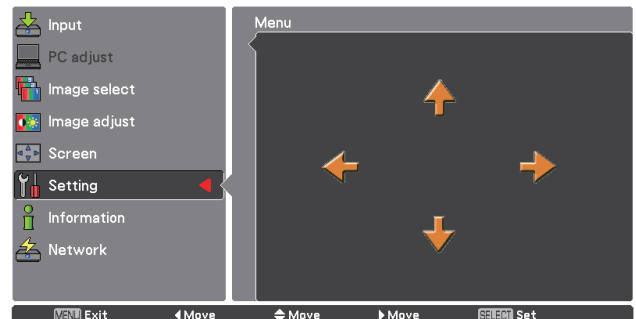 Input
PC adjust
Image select
Image adjust
Screen
Setting
Information
Network
Menu
MENU Exit ◀Move ◆Move ▶Move SELECT Set